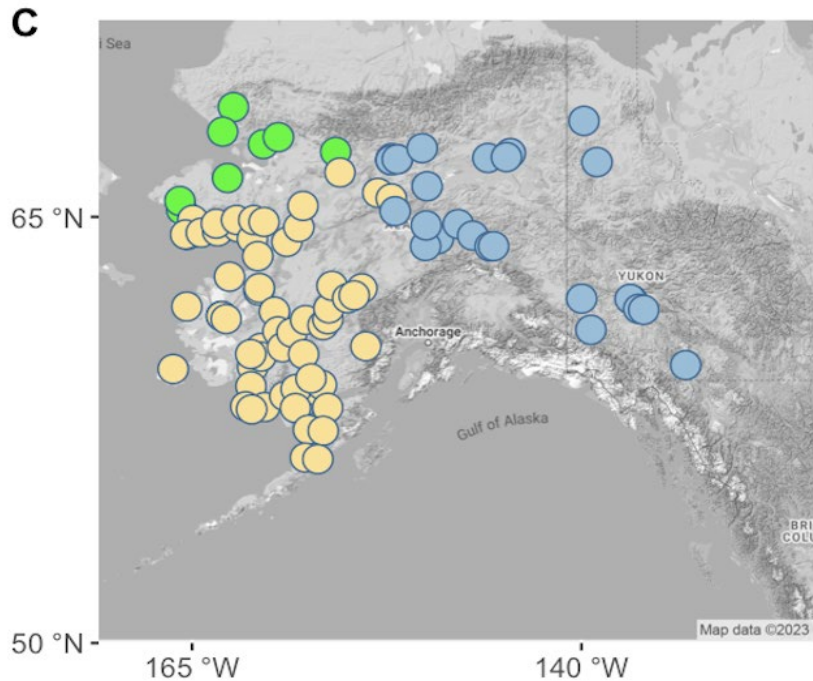 C
i Sea
65 °N
YUKON
Anchorage
Gulf of Alaska
BRI
COLU
Map data ©2023
50 °N
165 °W
140 °W